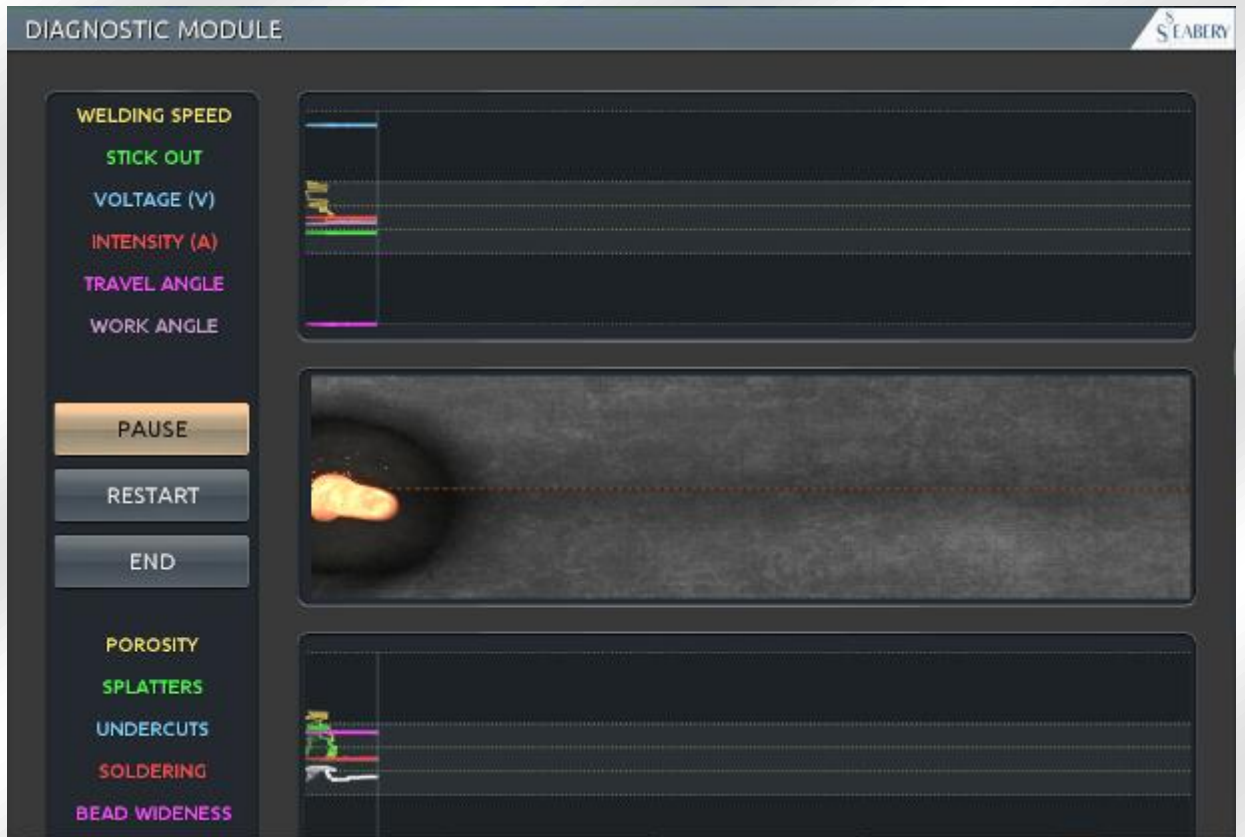 DIAGNOSTIC MODULE
SEABERY
WELDING SPEED
STICK OUT
VOLTAGE (V)
INTENSITY (A)
TRAVEL ANGLE
WORK ANGLE
PAUSE
RESTART
END
POROSITY
SPLATTERS
UNDERCUTS
SOLDERING
BEAD WIDENESS